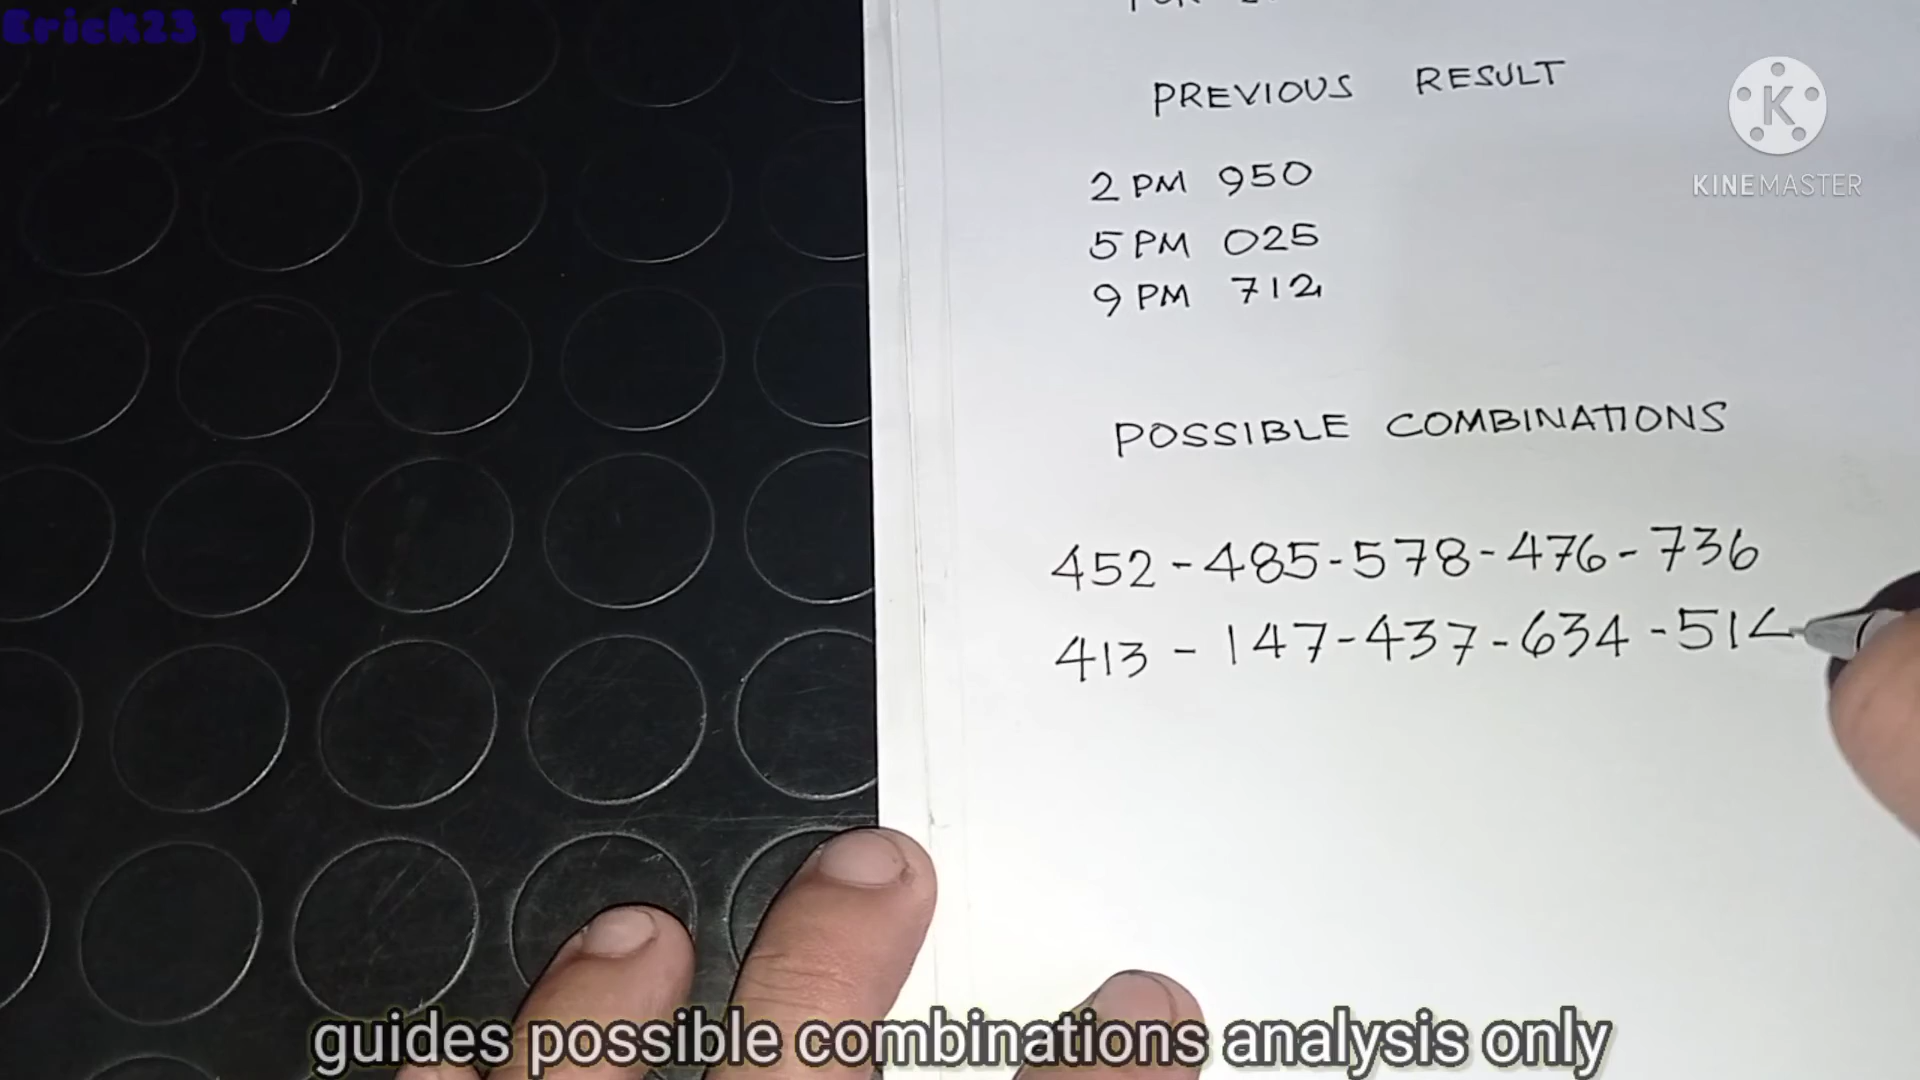 Erick23 TV
PREVIOUS RESULT
KINEMASTER
2 PM 950
5 PM 025
9 PM 712
POSSIBLE COMBINATIONS
452 - 485 - 578 - 476 - 736
413 - 147 - 437 - 634 - 514
guides possible combinations analysis only